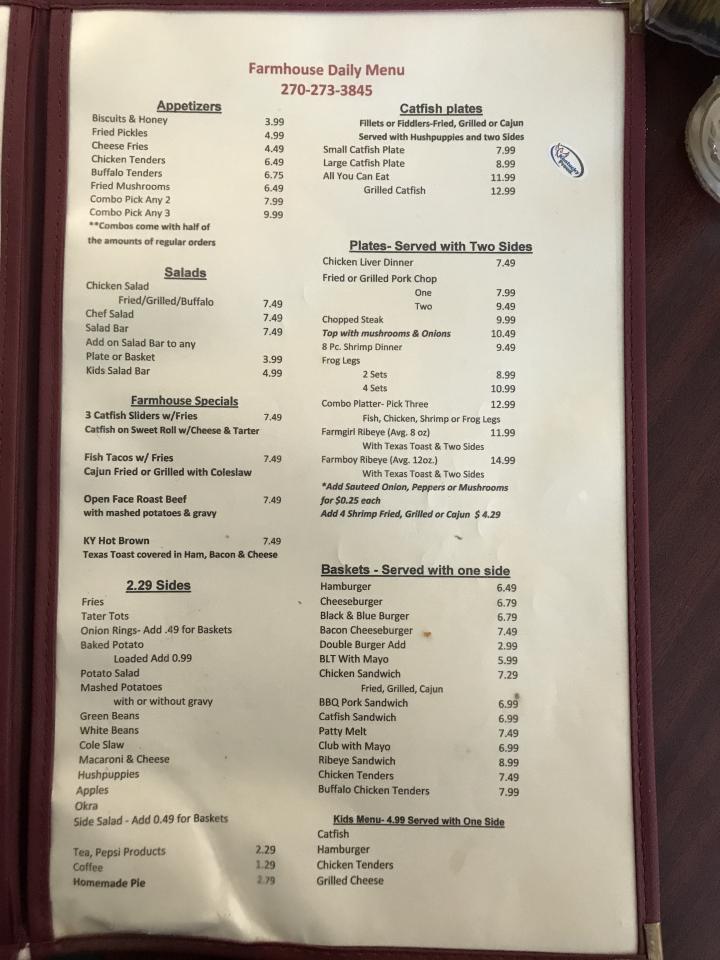 Farmhouse Daily Menu
270-273-3845
Appetizers
Biscuits & Honey 3.99
Fried Pickles 4.99
Cheese Fries 4.49
Chicken Tenders 6.49
Buffalo Tenders 6.75
Fried Mushrooms 6.49
Combo Pick Any 2 7.99
Combo Pick Any 3 9.99
**Combos come with half of
the amounts of regular orders
Salads
Chicken Salad
Fried/Grilled/Buffalo 7.49
Chef Salad 7.49
Salad Bar 7.49
Add on Salad Bar to any
Plate or Basket 3.99
Kids Salad Bar 4.99
Farmhouse Specials
3 Catfish Sliders w/Fries 7.49
Catfish on Sweet Roll w/Cheese & Tarter
Fish Tacos w/ Fries 7.49
Cajun Fried or Grilled with Coleslaw
Open Face Roast Beef 7.49
with mashed potatoes & gravy
KY Hot Brown 7.49
Texas Toast covered in Ham, Bacon & Cheese
2.29 Sides
Fries
Tater Tots
Onion Rings- Add .49 for Baskets
Baked Potato
Loaded Add 0.99
Potato Salad
Mashed Potatoes
with or without gravy
Green Beans
White Beans
Cole Slaw
Macaroni & Cheese
Hushpuppies
Apples
Okra
Side Salad - Add 0.49 for Baskets
Tea, Pepsi Products 2.29
Coffee 1.29
Homemade Pie 2.79
Catfish plates
Fillets or Fiddlers-Fried, Grilled or Cajun
Served with Hushpuppies and two Sides
Small Catfish Plate 7.99
Large Catfish Plate 8.99
All You Can Eat 11.99
Grilled Catfish 12.99
Kentucky Proud
Plates- Served with Two Sides
Chicken Liver Dinner 7.49
Fried or Grilled Pork Chop
One 7.99
Two 9.49
Chopped Steak 9.99
Top with mushrooms & Onions 10.49
8 Pc. Shrimp Dinner 9.49
Frog Legs
2 Sets 8.99
4 Sets 10.99
Combo Platter- Pick Three 12.99
Fish, Chicken, Shrimp or Frog Legs
Farmgirl Ribeye (Avg. 8 oz) 11.99
With Texas Toast & Two Sides
Farmboy Ribeye (Avg. 12oz.) 14.99
With Texas Toast & Two Sides
*Add Sauteed Onion, Peppers or Mushrooms
for $0.25 each
Add 4 Shrimp Fried, Grilled or Cajun $ 4.29
Baskets - Served with one side
Hamburger 6.49
Cheeseburger 6.79
Black & Blue Burger 6.79
Bacon Cheeseburger 7.49
Double Burger Add 2.99
BLT With Mayo 5.99
Chicken Sandwich 7.29
Fried, Grilled, Cajun
BBQ Pork Sandwich 6.99
Catfish Sandwich 6.99
Patty Melt 7.49
Club with Mayo 6.99
Ribeye Sandwich 8.99
Chicken Tenders 7.49
Buffalo Chicken Tenders 7.99
Kids Menu- 4.99 Served with One Side
Catfish
Hamburger
Chicken Tenders
Grilled Cheese